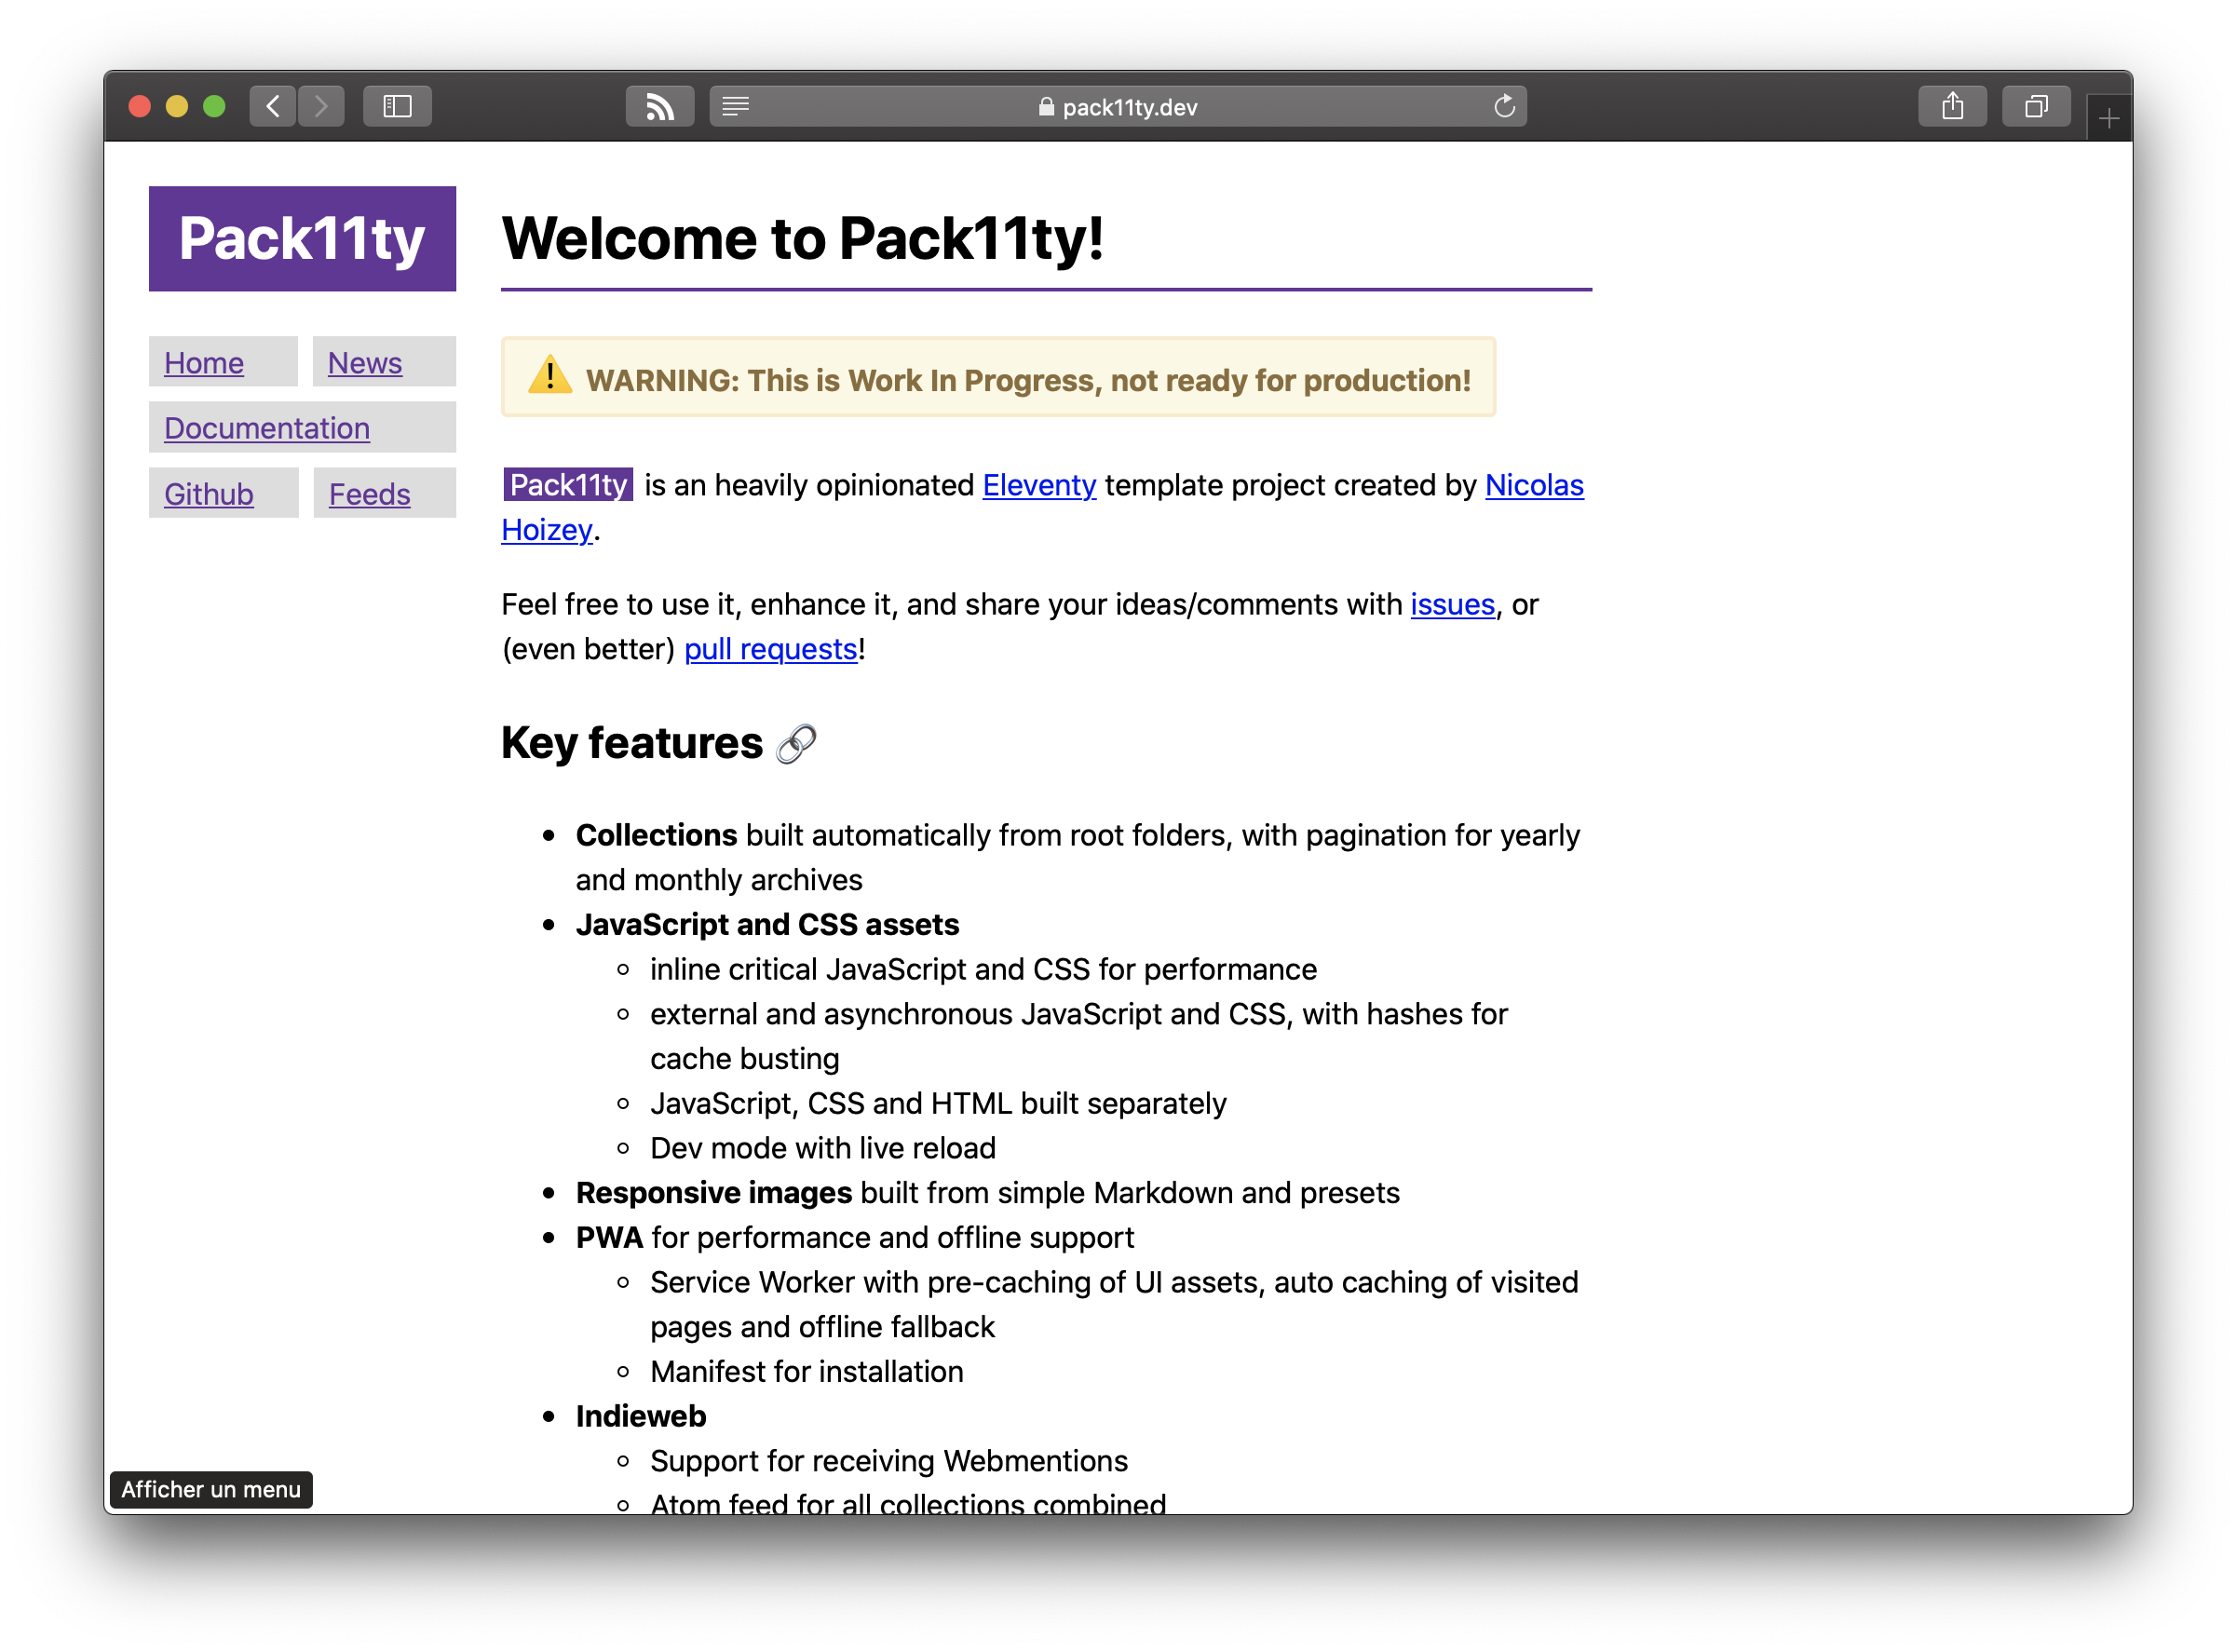 pack11ty.dev
Pack11ty
Welcome to Pack11ty!
Home
News
Documentation
Github
Feeds
⚠️ WARNING: This is Work In Progress, not ready for production!
Pack11ty is an heavily opinionated Eleventy template project created by Nicolas
Hoizey.
Feel free to use it, enhance it, and share your ideas/comments with issues, or
(even better) pull requests!
Key features 🔗
• Collections built automatically from root folders, with pagination for yearly
and monthly archives
• JavaScript and CSS assets
◦ inline critical JavaScript and CSS for performance
◦ external and asynchronous JavaScript and CSS, with hashes for
cache busting
◦ JavaScript, CSS and HTML built separately
◦ Dev mode with live reload
• Responsive images built from simple Markdown and presets
• PWA for performance and offline support
◦ Service Worker with pre-caching of UI assets, auto caching of visited
pages and offline fallback
◦ Manifest for installation
• Indieweb
◦ Support for receiving Webmentions
◦ Atom feed for all collections combined
Afficher un menu